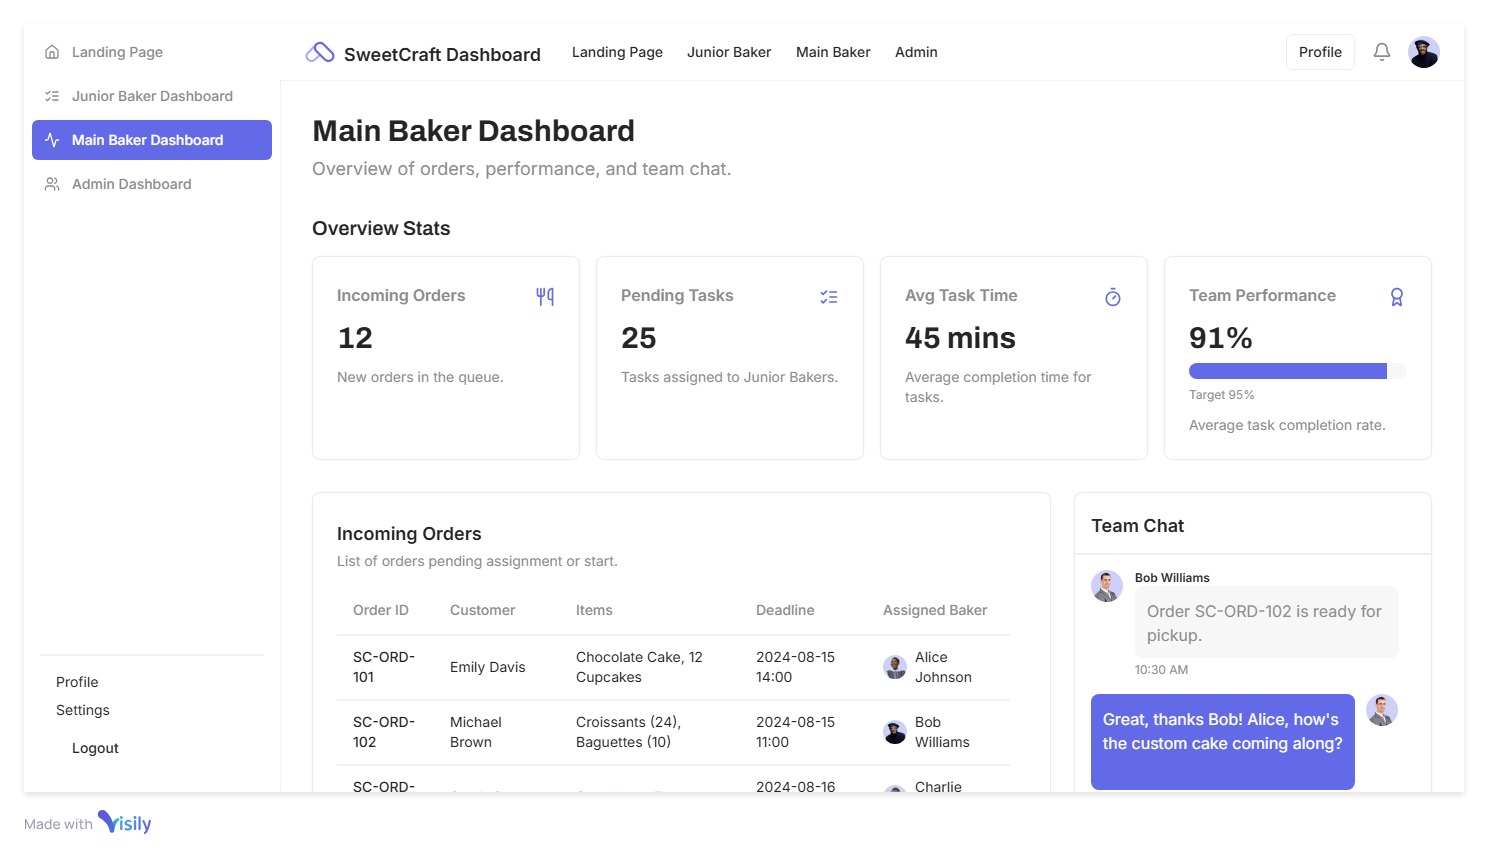 Landing Page
Junior Baker Dashboard
Main Baker Dashboard
Admin Dashboard
Profile
Settings
Logout
SweetCraft Dashboard
Landing Page
Junior Baker
Main Baker
Admin
Profile
Main Baker Dashboard
Overview of orders, performance, and team chat.
Overview Stats
Incoming Orders
12
New orders in the queue.
Pending Tasks
25
Tasks assigned to Junior Bakers.
Avg Task Time
45 mins
Average completion time for
tasks.
Team Performance
91%
Target 95%
Average task completion rate.
Incoming Orders
List of orders pending assignment or start.
Order ID
Customer
Items
Deadline
Assigned Baker
SC-ORD-
101
Emily Davis
Chocolate Cake, 12
Cupcakes
2024-08-15
14:00
Alice
Johnson
SC-ORD-
102
Michael
Brown
Croissants (24),
Baguettes (10)
2024-08-15
11:00
Bob
Williams
SC-ORD-
2024-08-16
Charlie
Team Chat
Bob Williams
Order SC-ORD-102 is ready for
pickup.
10:30 AM
Great, thanks Bob! Alice, how's
the custom cake coming along?
Made with Visily